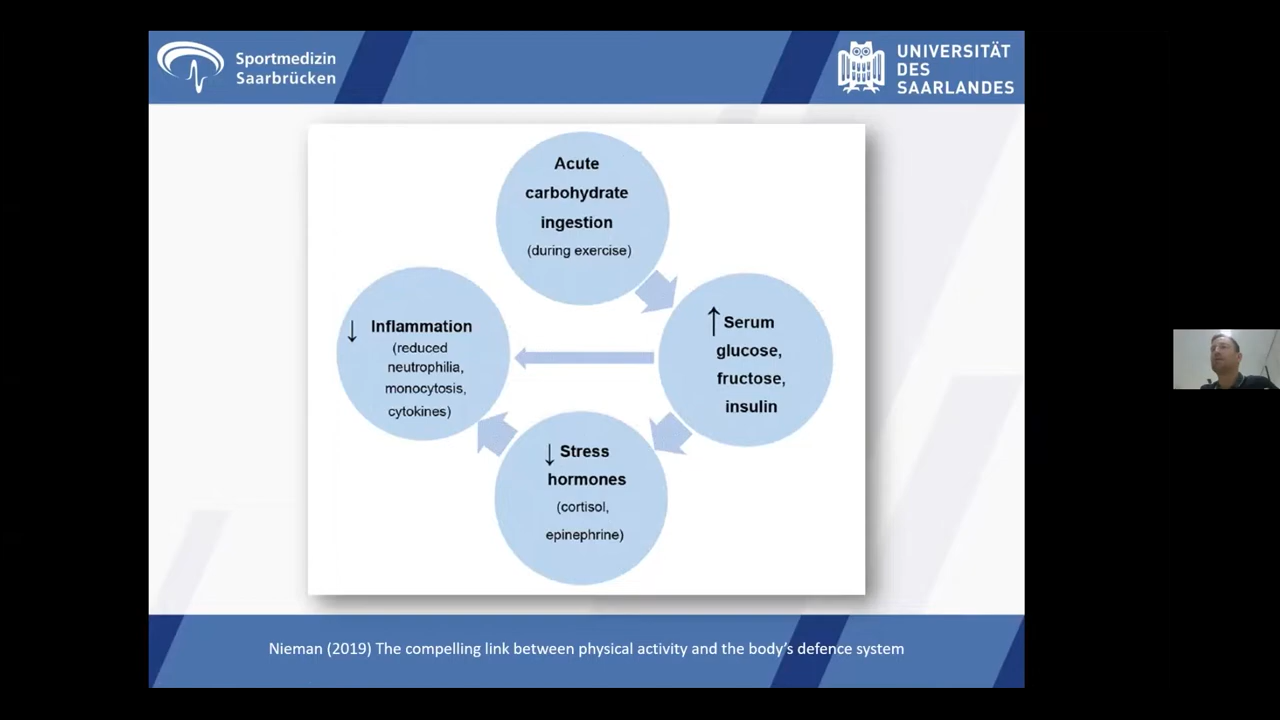 Sportmedizin
Saarbrücken
UNIVERSITÄT
DES
SAARLANDES
Acute
carbohydrate
ingestion
(during exercise)
↑ Serum
glucose,
fructose,
insulin
↓ Stress
hormones
(cortisol,
epinephrine)
↓ Inflammation
(reduced
neutrophilia,
monocytosis,
cytokines)
Nieman (2019) The compelling link between physical activity and the body's defence system